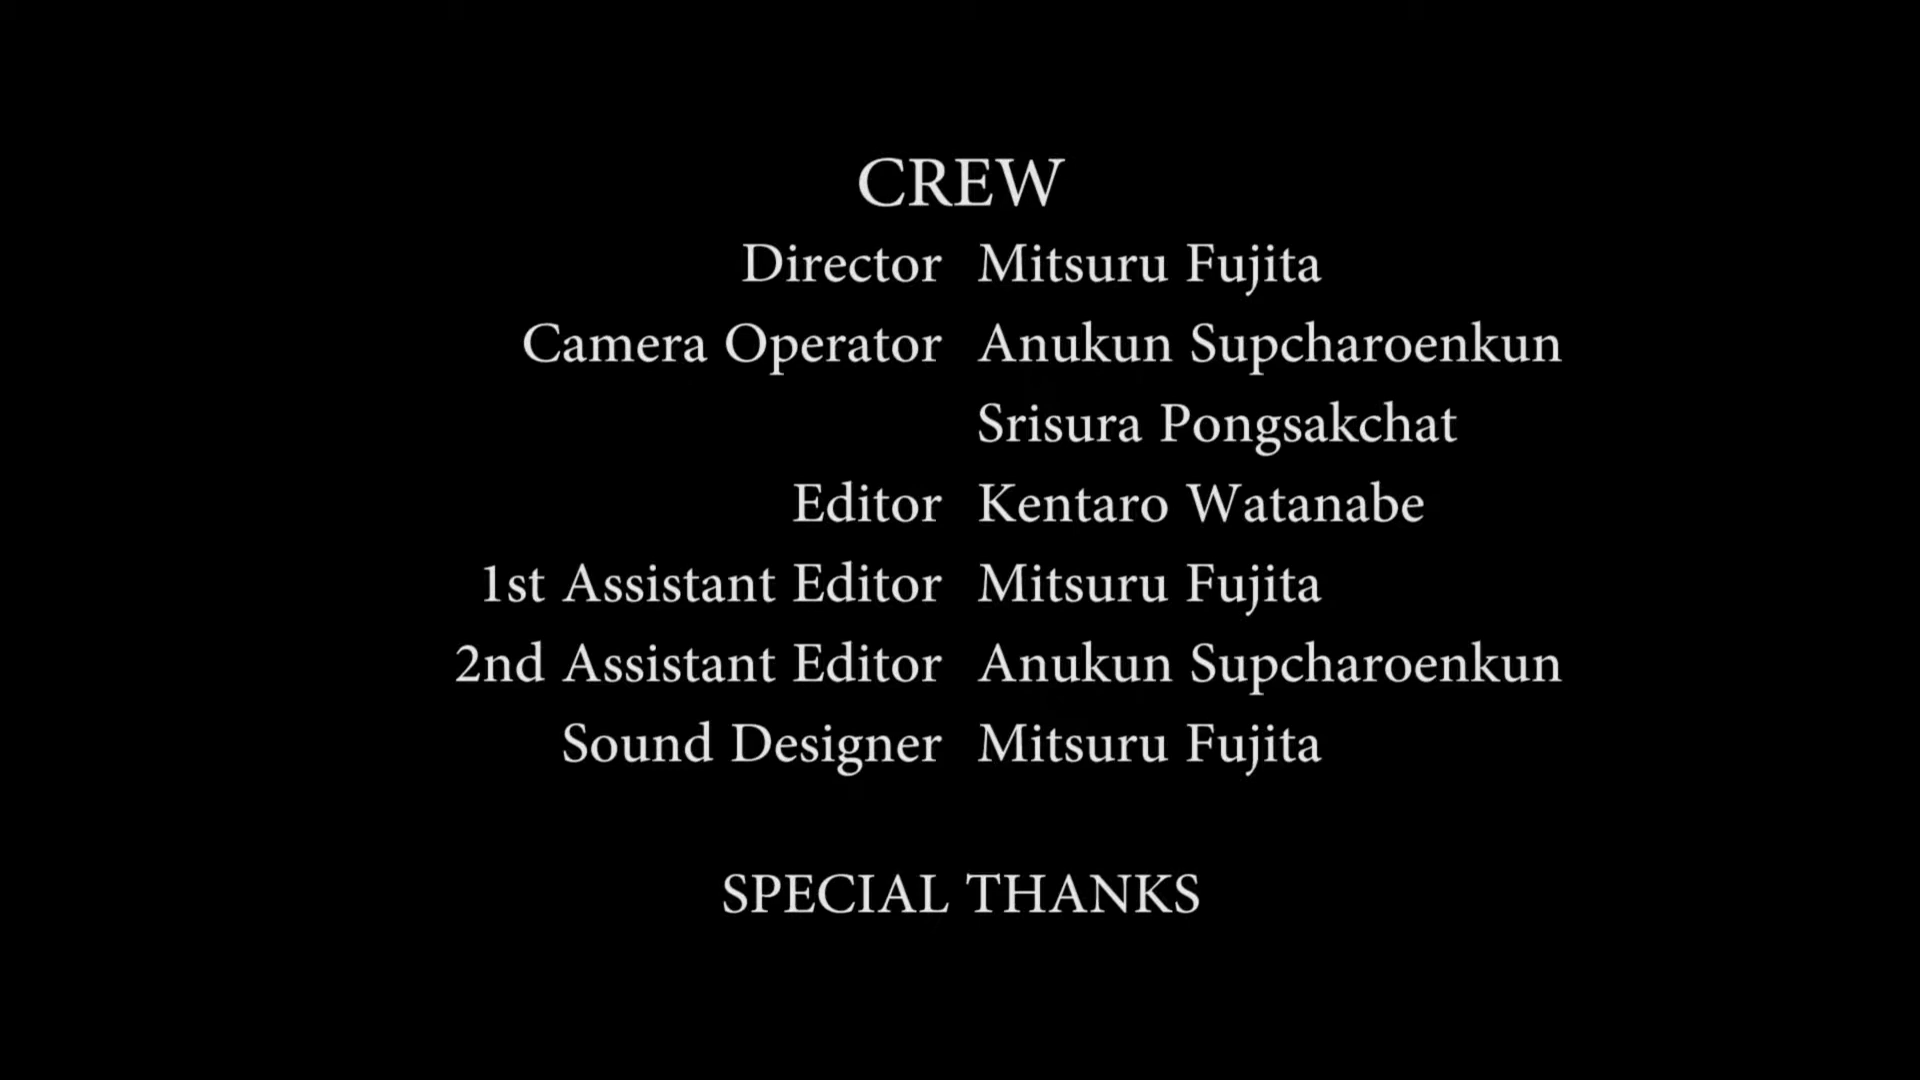 CREW
Director Mitsuru Fujita
Camera Operator Anukun Supcharoenkun
Srisura Pongsakchat
Editor Kentaro Watanabe
1st Assistant Editor Mitsuru Fujita
2nd Assistant Editor Anukun Supcharoenkun
Sound Designer Mitsuru Fujita
SPECIAL THANKS